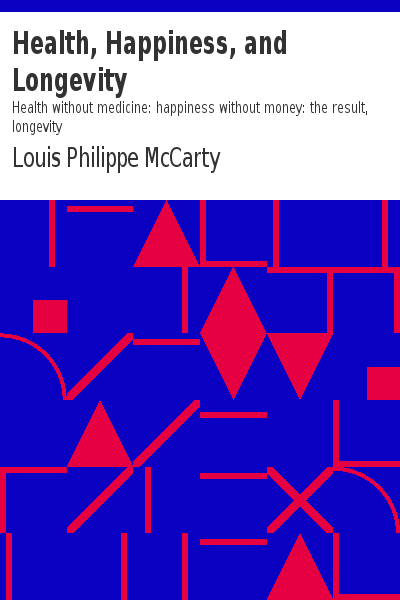 Health, Happiness, and
Longevity
Health without medicine: happiness without money: the result,
longevity
Louis Philippe McCarty